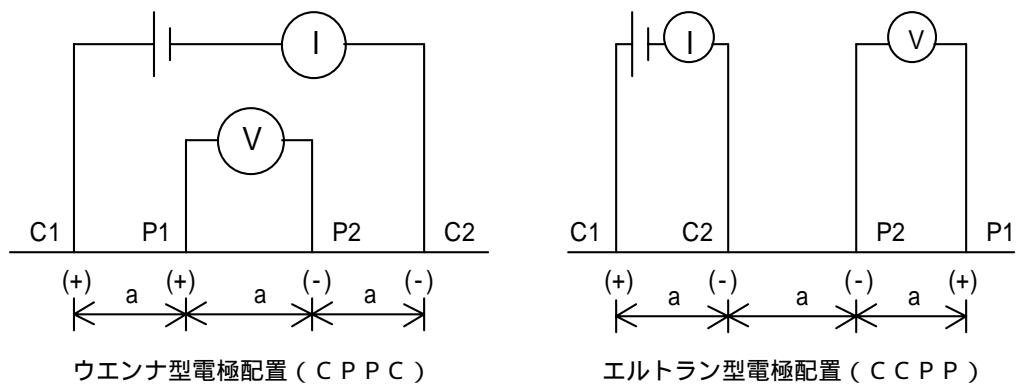 I
I
V
V
C1 P1 P2 C2
C1 C2 P2 P1
(+) (+) (-) (-)
(+) (-) (-) (+)
a a a
a a a
ウエンナ型電極配置(CPPC)
エルトラン型電極配置(CCPP)